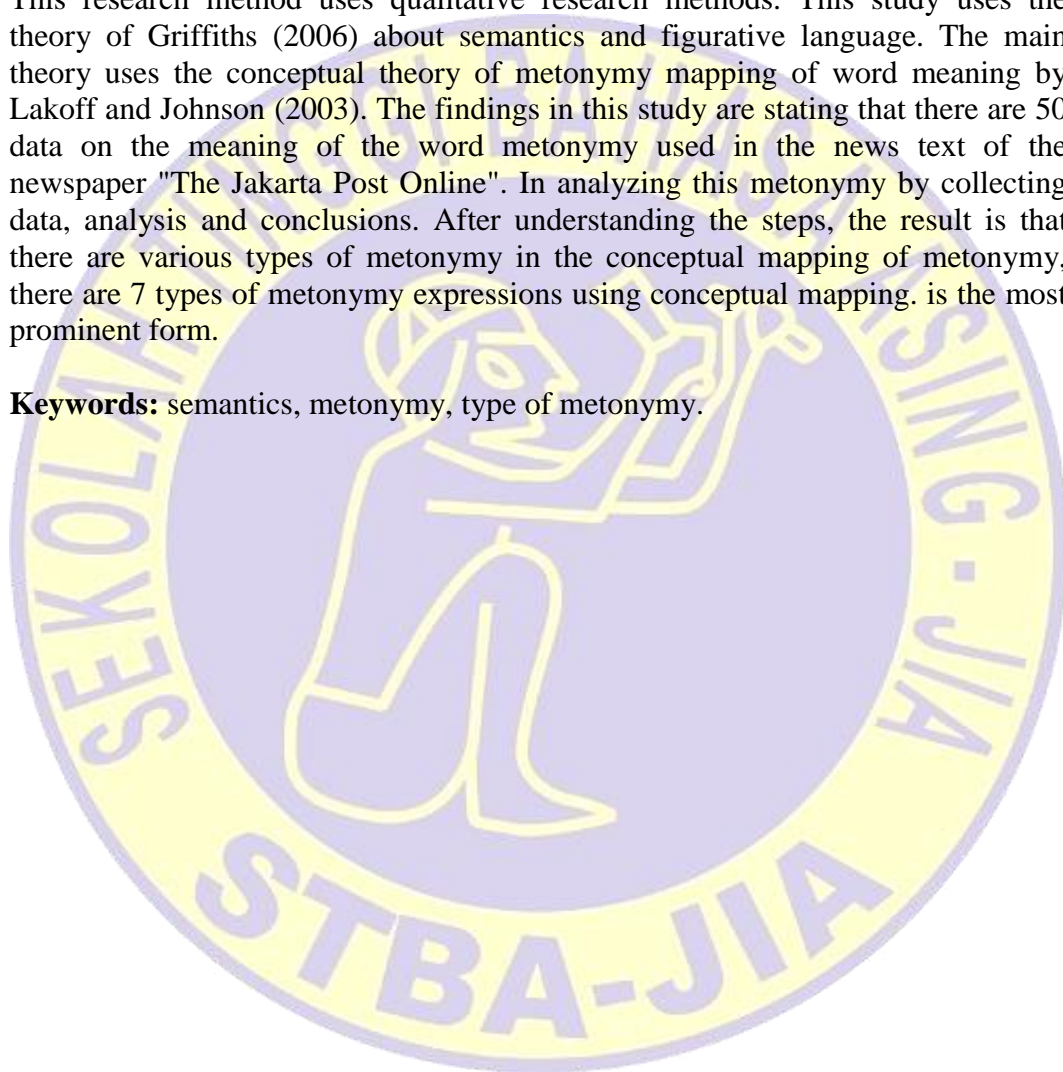 This research method uses qualitative research methods. This study uses the
theory of Griffiths (2006) about semantics and figurative language. The main
theory uses the conceptual theory of metonymy mapping of word meaning by
Lakoff and Johnson (2003). The findings in this study are stating that there are 50
data on the meaning of the word metonymy used in the news text of the
newspaper "The Jakarta Post Online". In analyzing this metonymy by collecting
data, analysis and conclusions. After understanding the steps, the result is that
there are various types of metonymy in the conceptual mapping of metonymy,
there are 7 types of metonymy expressions using conceptual mapping. is the most
prominent form.
Keywords: semantics, metonymy, type of metonymy.
SEKOLAH TINGGI BAHASA ASING - JIA
STBA-JIA